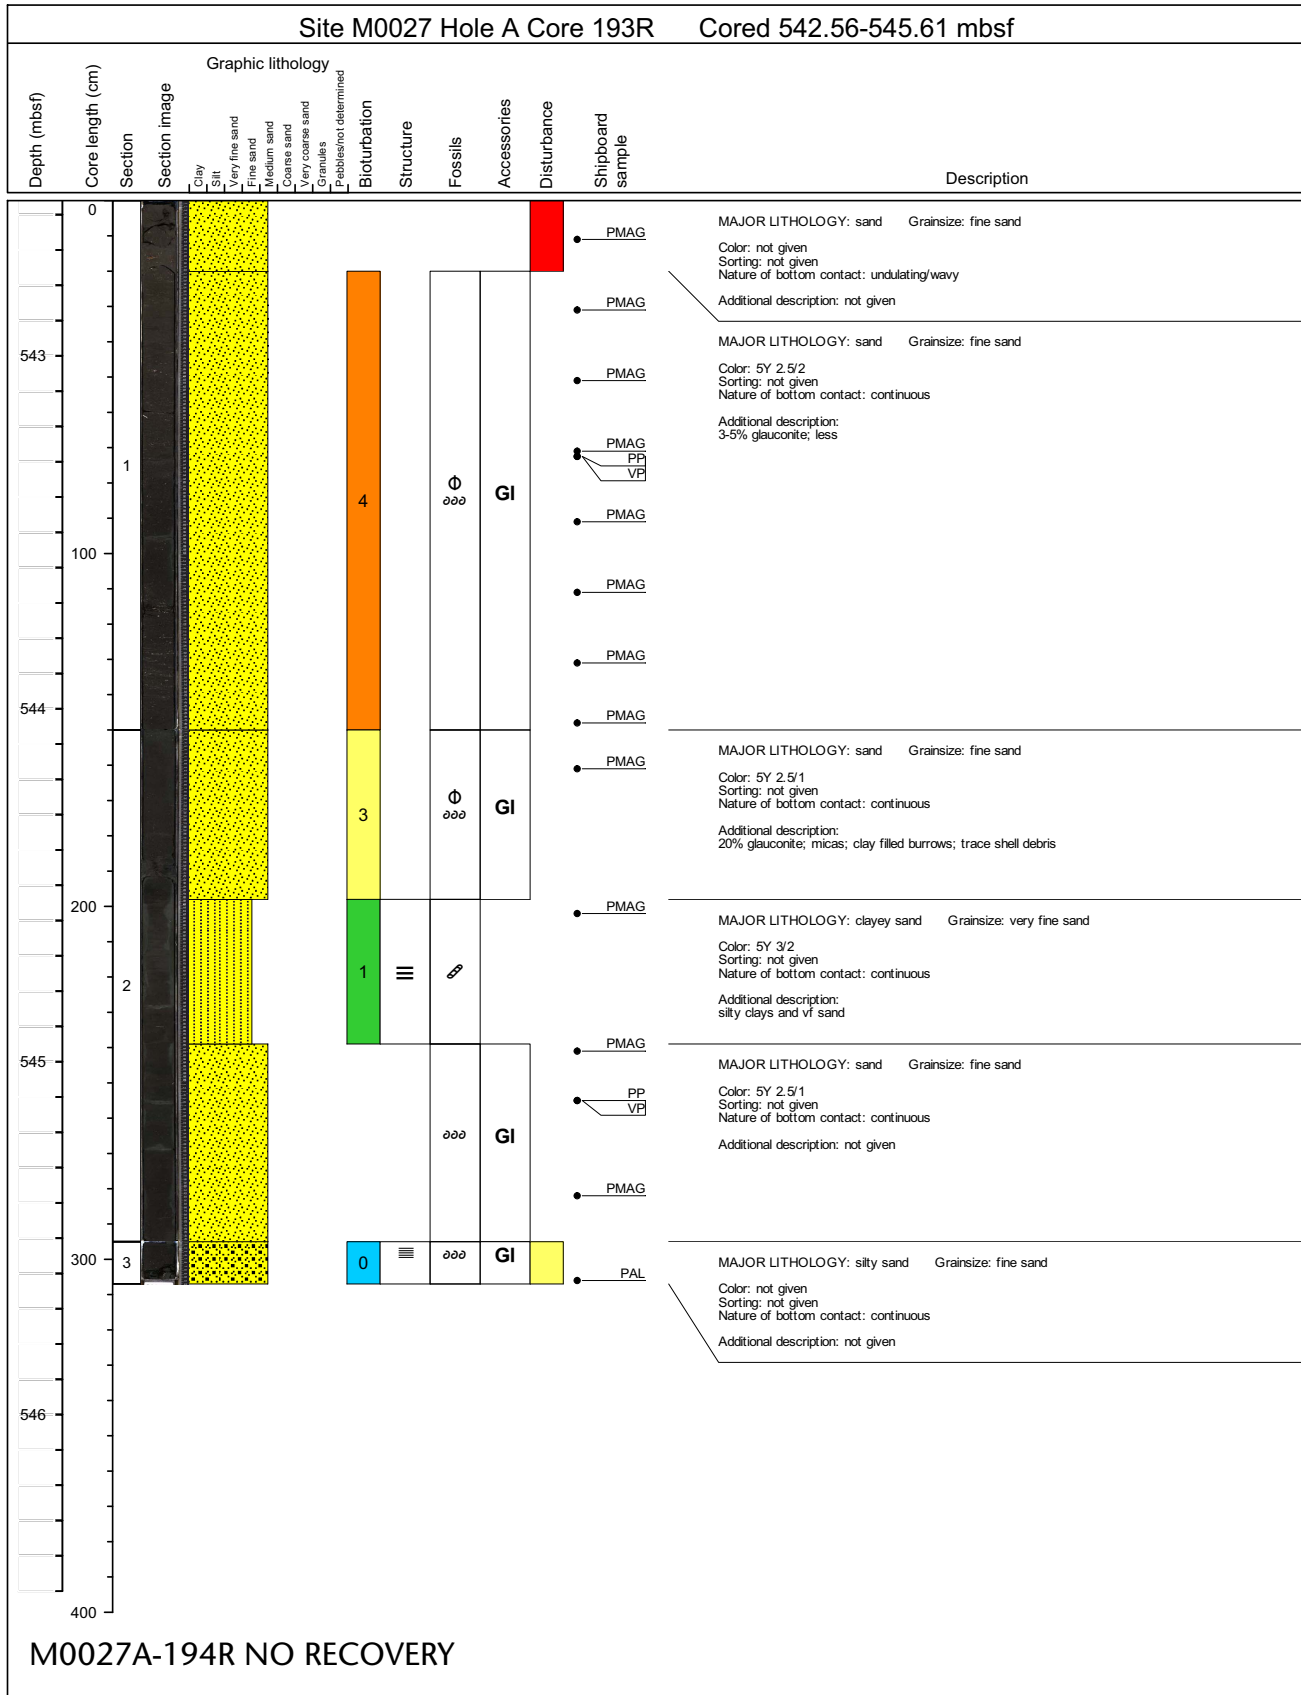 Site M0027 Hole A Core 193R Cored 542.56-545.61 mbsf
Graphic lithology
Depth (mbsf)
Core length (cm)
Section
Section image
Clay
Silt
Very fine sand
Fine sand
Medium sand
Coarse sand
Very coarse sand
Granules
Pebbles/not determined
Bioturbation
Structure
Fossils
Accessories
Disturbance
Shipboard sample
Description
0
MAJOR LITHOLOGY: sand Grainsize: fine sand
PMAG
Color: not given
Sorting: not given
Nature of bottom contact: undulating/wavy
Additional description: not given
PMAG
MAJOR LITHOLOGY: sand Grainsize: fine sand
543
Color: 5Y 2.5/2
PMAG
Sorting: not given
Nature of bottom contact: continuous
Additional description:
3-5% glauconite; less
PMAG
PP
VP
1
4
GI
PMAG
100
PMAG
PMAG
544
PMAG
MAJOR LITHOLOGY: sand Grainsize: fine sand
PMAG
Color: 5Y 2.5/1
Sorting: not given
Nature of bottom contact: continuous
3
GI
Additional description:
20% glauconite; micas; clay filled burrows; trace shell debris
200
PMAG
MAJOR LITHOLOGY: clayey sand Grainsize: very fine sand
Color: 5Y 3/2
Sorting: not given
Nature of bottom contact: continuous
1
2
Additional description:
silty clays and vf sand
PMAG
545
MAJOR LITHOLOGY: sand Grainsize: fine sand
PP
VP
Color: 5Y 2.5/1
Sorting: not given
Nature of bottom contact: continuous
GI
Additional description: not given
PMAG
300
3
0
GI
MAJOR LITHOLOGY: silty sand Grainsize: fine sand
PAL
Color: not given
Sorting: not given
Nature of bottom contact: continuous
Additional description: not given
546
400
M0027A-194R NO RECOVERY